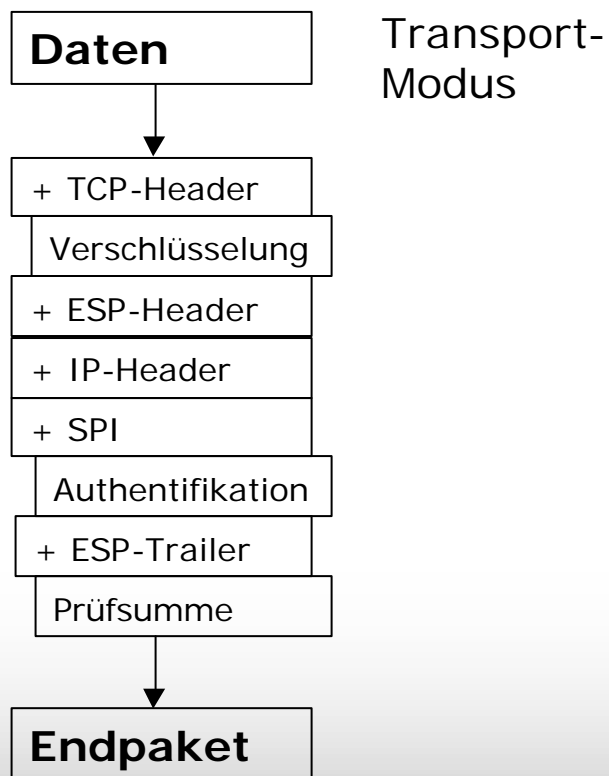 Daten
Transport-
Modus
+ TCP-Header
Verschlüsselung
+ ESP-Header
+ IP-Header
+ SPI
Authentifikation
+ ESP-Trailer
Prüfsumme
Endpaket